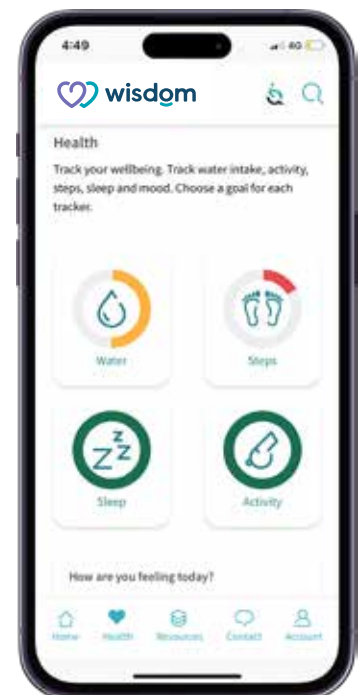 4:49
4G
wisdom
Health
Track your wellbeing. Track water intake, activity,
steps, sleep and mood. Choose a goal for each
tracker.
Water
Steps
z z z
Sleep
Activity
How are you feeling today?
Home
Health
Resources
Contact
Account